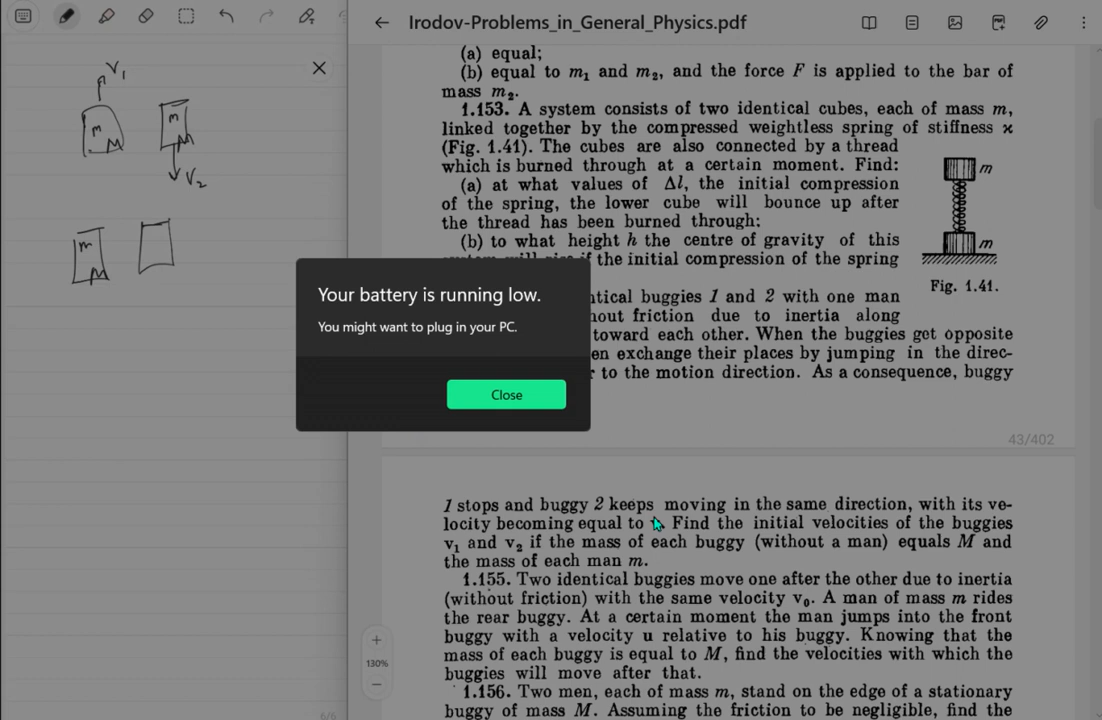 V₁
m
M
m
M
V₂
m
M
6/6
Irodov-Problems_in_General_Physics.pdf
(a) equal;
(b) equal to m₁ and m₂, and the force F is applied to the bar of
mass m₂.
1.153. A system consists of two identical cubes, each of mass m,
linked together by the compressed weightless spring of stiffness ϰ
(Fig. 1.41). The cubes are also connected by a thread
which is burned through at a certain moment. Find:
(a) at what values of Δl, the initial compression
of the spring, the lower cube will bounce up after
the thread has been burned through:
(b) to what height h the centre of gravity of this
the initial compression of the spring
m
m
Fig. 1.41.
ntical buggies 1 and 2 with one man
hout friction due to inertia along
toward each other. When the buggies get opposite
en exchange their places by jumping in the direc-
r to the motion direction. As a consequence, buggy
43/402
Your battery is running low.
You might want to plug in your PC.
Close
1 stops and buggy 2 keeps moving in the same direction, with its ve-
locity becoming equal to Find the initial velocities of the buggies
v₁ and v₂ if the mass of each buggy (without a man) equals M and
the mass of each man m.
1.155. Two identical buggies move one after the other due to inertia
(without friction) with the same velocity v₀. A man of mass m rides
the rear buggy. At a certain moment the man jumps into the front
buggy with a velocity u relative to his buggy. Knowing that the
mass of each buggy is equal to M, find the velocities with which the
buggies will move after that.
1.156. Two men, each of mass m, stand on the edge of a stationary
buggy of mass M. Assuming the friction to be negligible, find the
130%